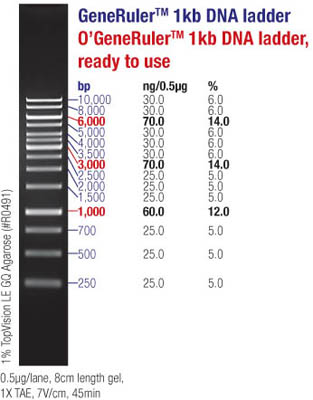 GeneRuler™ 1kb DNA ladder
O'GeneRuler™ 1kb DNA ladder,
ready to use
bp ng/0.5µg %
10,000 30.0 6.0
8,000 30.0 6.0
6,000 70.0 14.0
5,000 30.0 6.0
4,000 30.0 6.0
3,500 30.0 6.0
3,000 70.0 14.0
2,500 25.0 5.0
2,000 25.0 5.0
1,500 25.0 5.0
1,000 60.0 12.0
700 25.0 5.0
500 25.0 5.0
250 25.0 5.0
1% TopVision LE GQ Agarose (#R0491)
0.5µg/lane, 8cm length gel,
1X TAE, 7V/cm, 45min